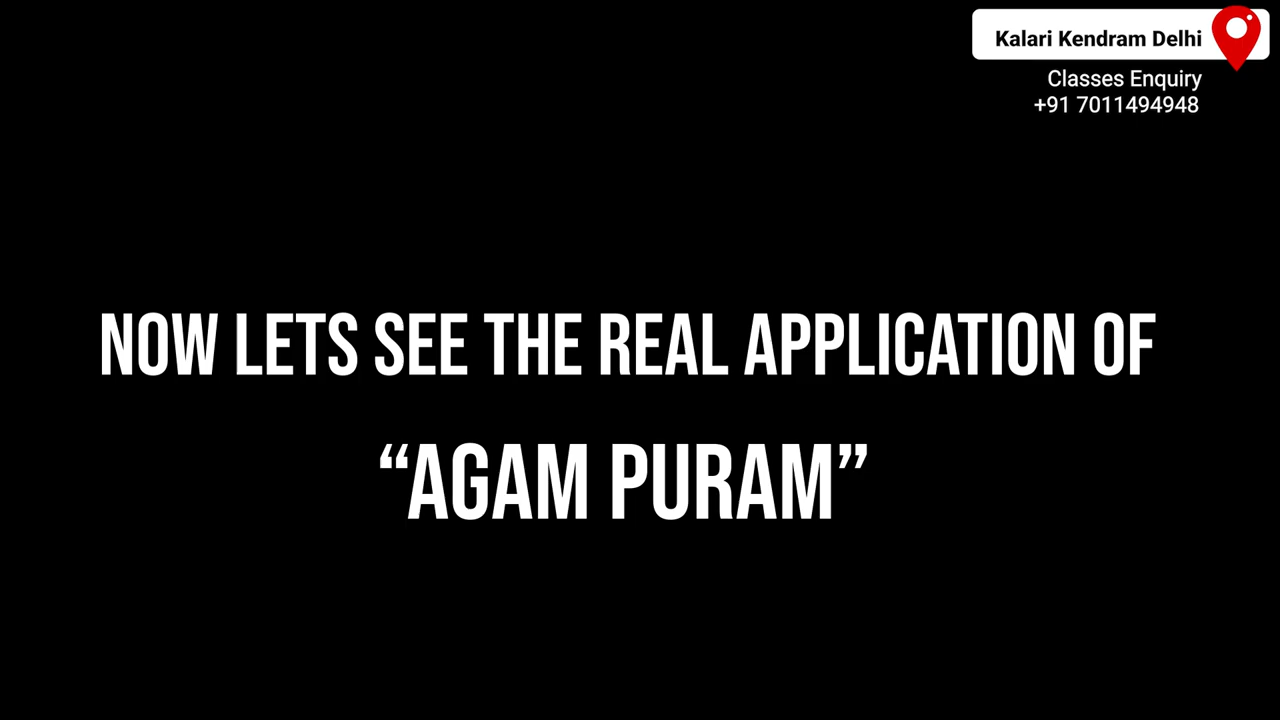 Kalari Kendram Delhi
Classes Enquiry
+91 7011494948
NOW LETS SEE THE REAL APPLICATION OF
“AGAM PURAM”